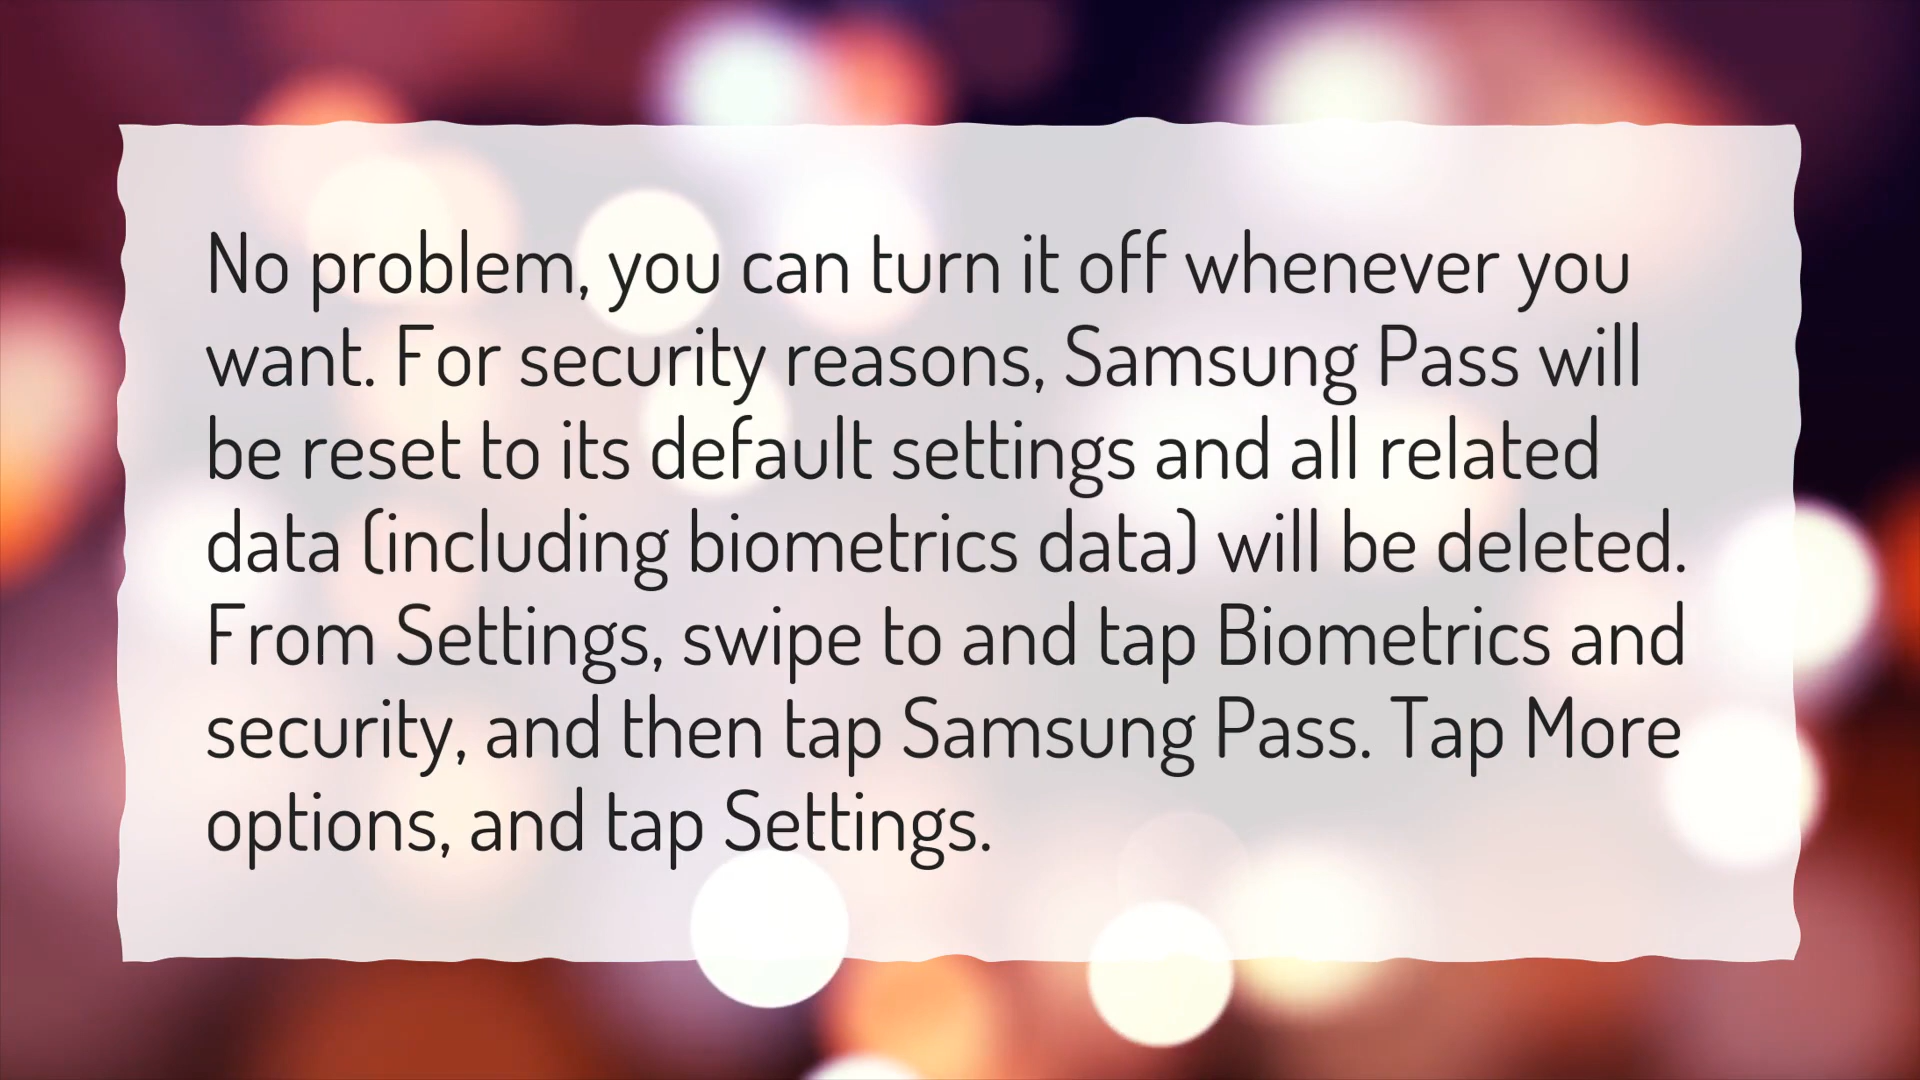 No problem, you can turn it off whenever you
want. For security reasons, Samsung Pass will
be reset to its default settings and all related
data (including biometrics data) will be deleted.
From Settings, swipe to and tap Biometrics and
security, and then tap Samsung Pass. Tap More
options, and tap Settings.